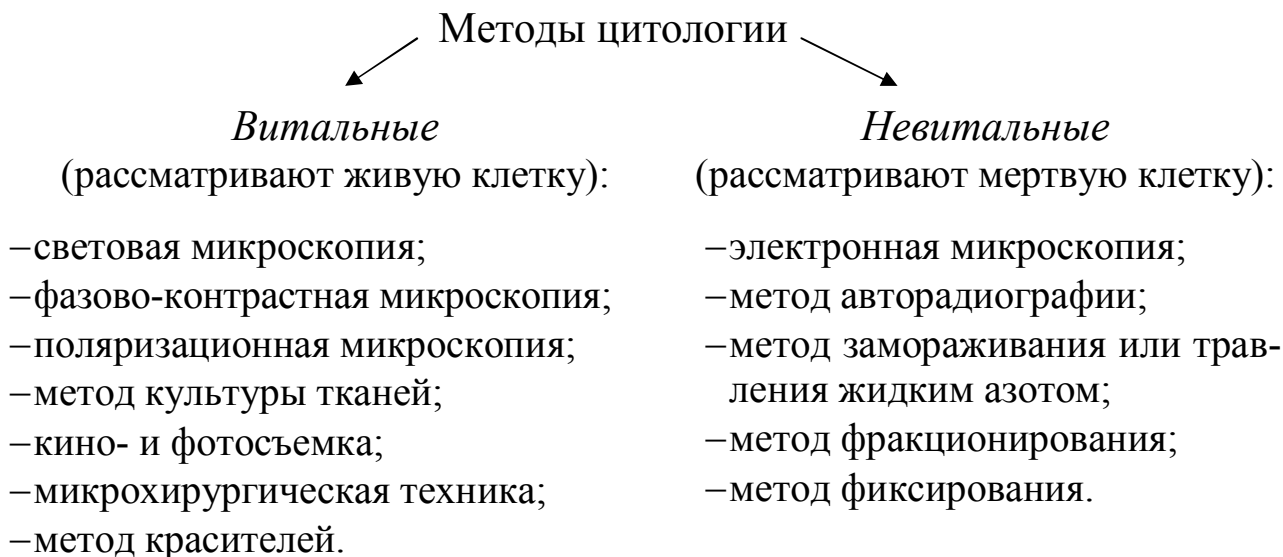 Методы цитологии
Витальные
(рассматривают живую клетку):
–световая микроскопия;
–фазово-контрастная микроскопия;
–поляризационная микроскопия;
–метод культуры тканей;
–кино- и фотосъемка;
–микрохирургическая техника;
–метод красителей.
Невитальные
(рассматривают мертвую клетку):
–электронная микроскопия;
–метод авторадиографии;
–метод замораживания или трав-
ления жидким азотом;
–метод фракционирования;
–метод фиксирования.